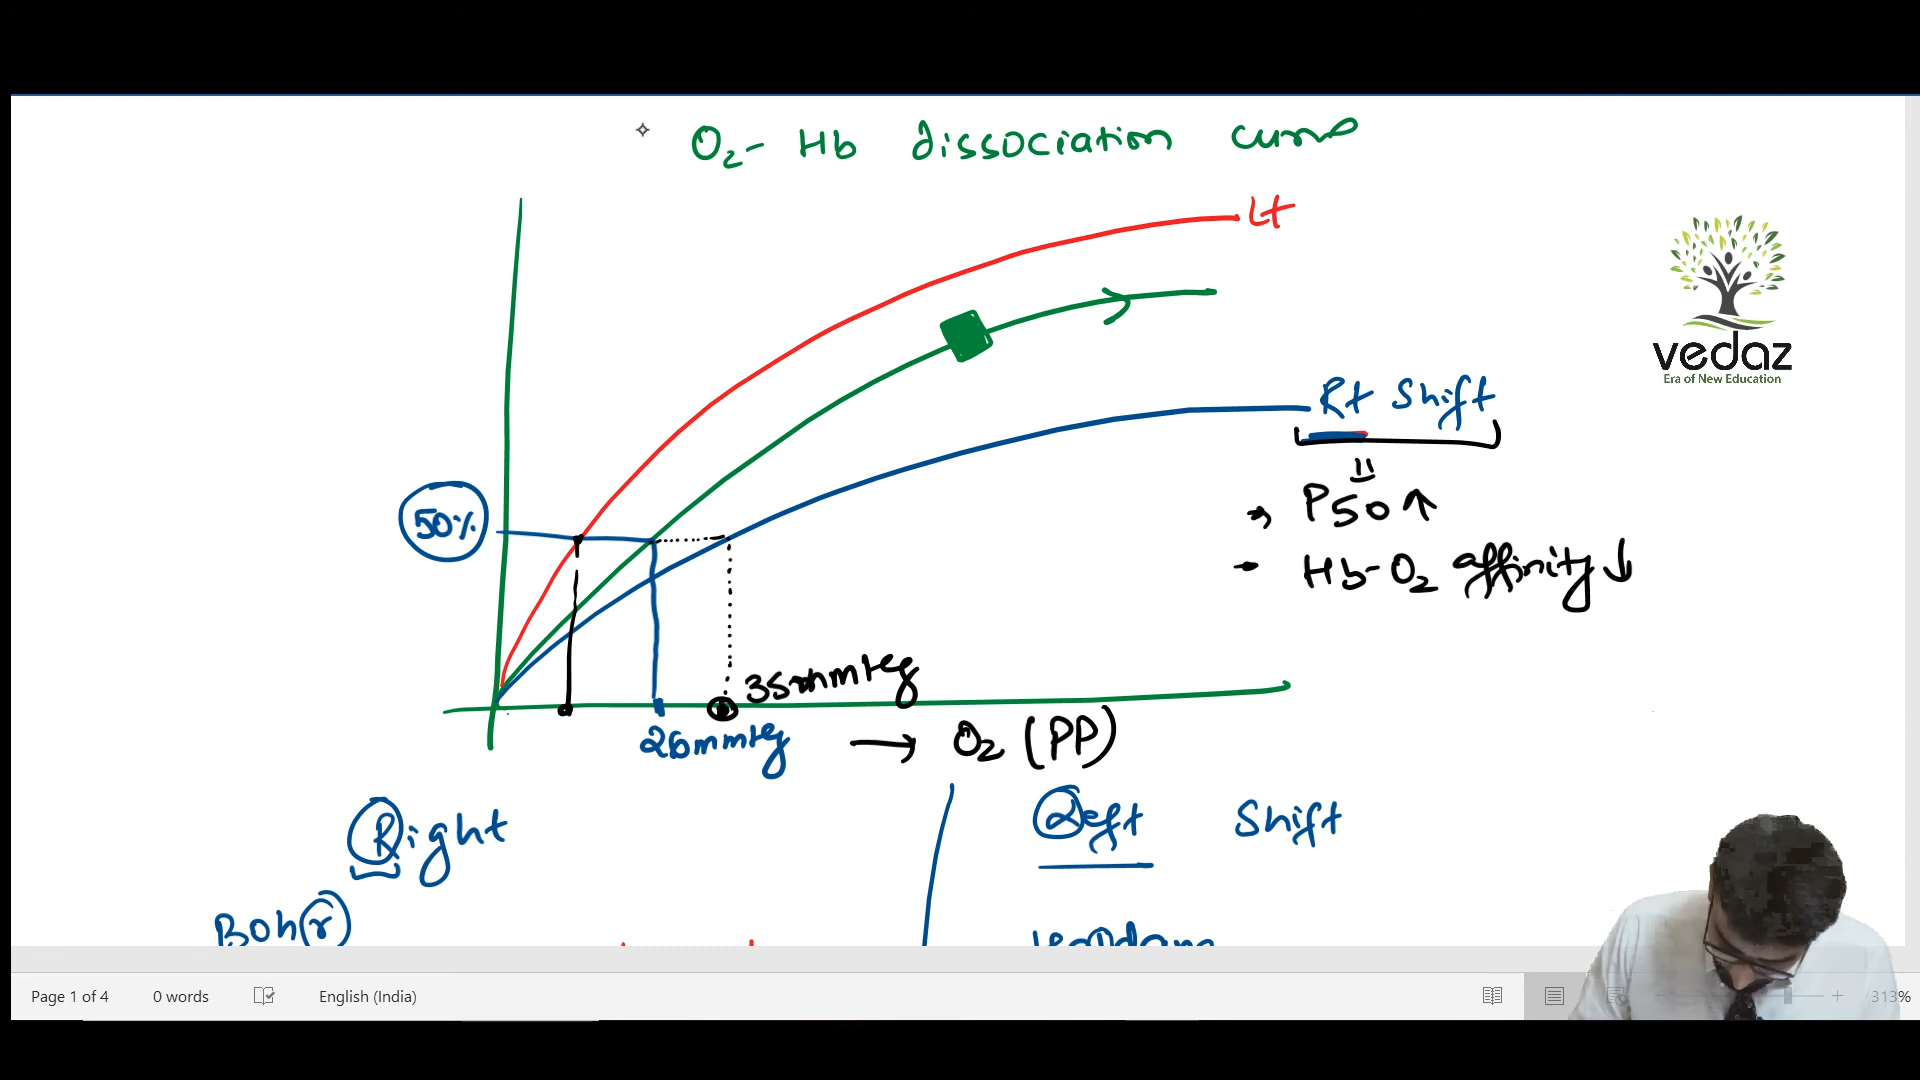 O2- Hb dissociation curve
Lt
vedaz
Era of New Education
Rt Shift
50%
P50↑
Hb-O2 affinity↓
35mmHg
26mmHg → O2 (PP)
Right
Left Shift
Bohr
Page 1 of 4 0 words English (India) 313%